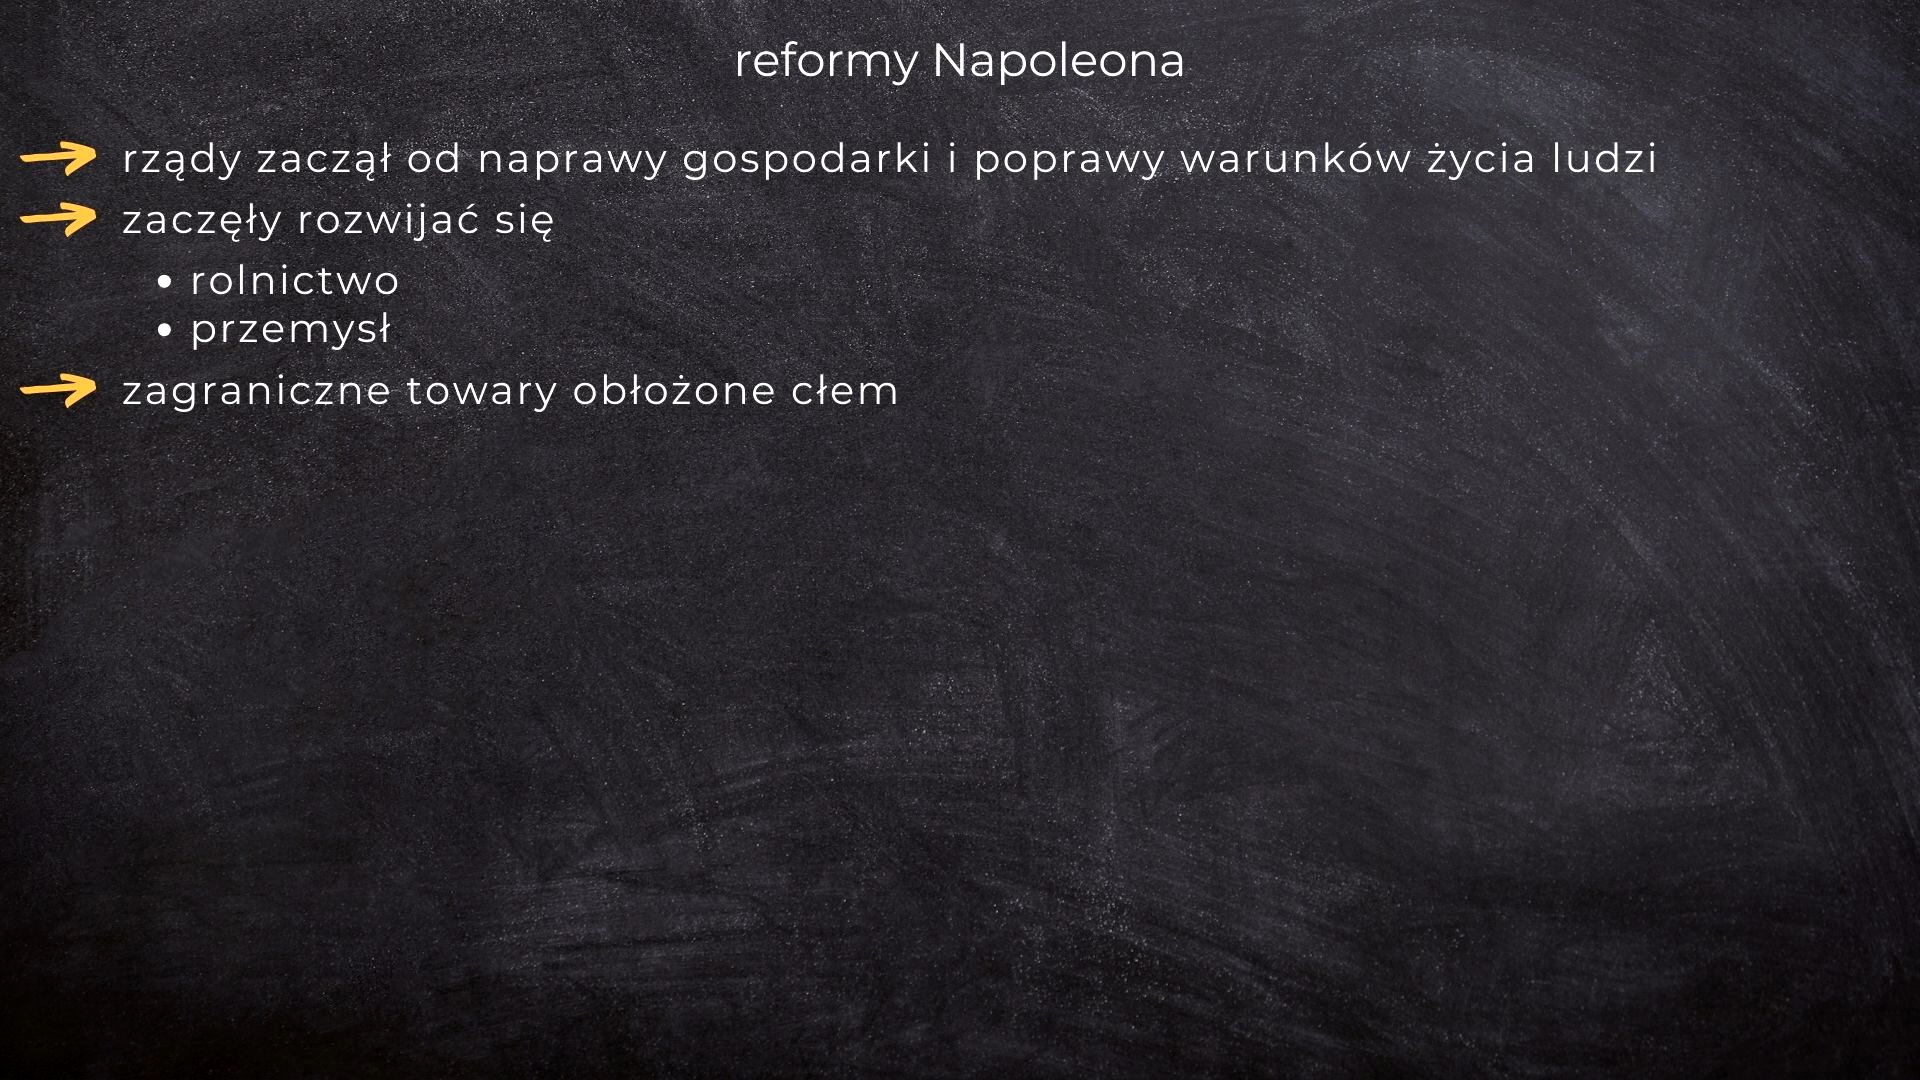 reformy Napoleona
rządy zaczął od naprawy gospodarki i poprawy warunków życia ludzi
zaczęły rozwijać się
• rolnictwo
• przemysł
zagraniczne towary obłożone cłem